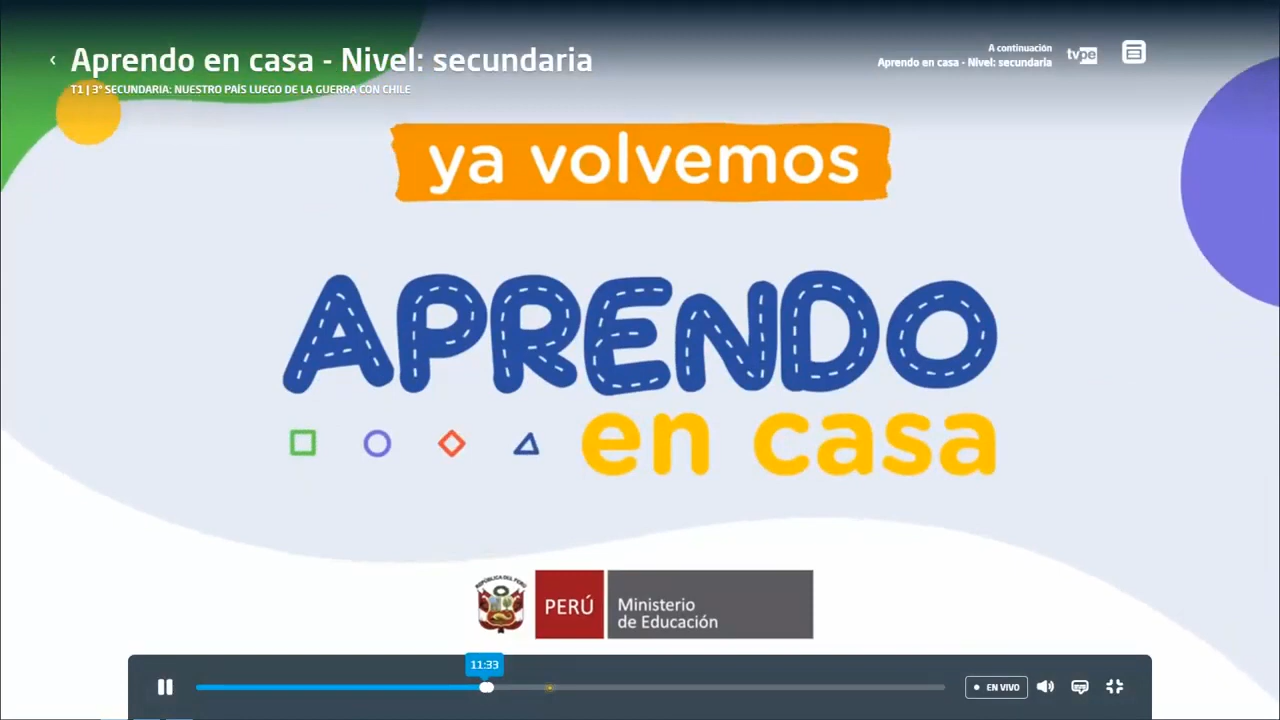 Aprendo en casa - Nivel: secundaria
T1 | 3° SECUNDARIA: NUESTRO PAÍS LUEGO DE LA GUERRA CON CHILE
A continuación
Aprendo en casa - Nivel: secundaria
tvpe
ya volvemos
APRENDO
en casa
REPÚBLICA DEL PERÚ
PERÚ
Ministerio
de Educación
11:33
EN VIVO